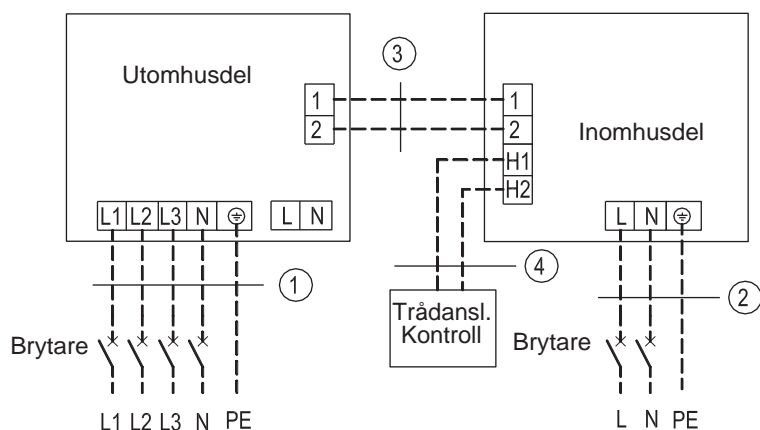 Utomhusdel
1
2
L1 L2 L3 N
L N
1
Brytare
L1 L2 L3 N PE
3
Inomhusdel
1
2
H1
H2
L N
4
Trådansl.
Kontroll
2
Brytare
L N PE